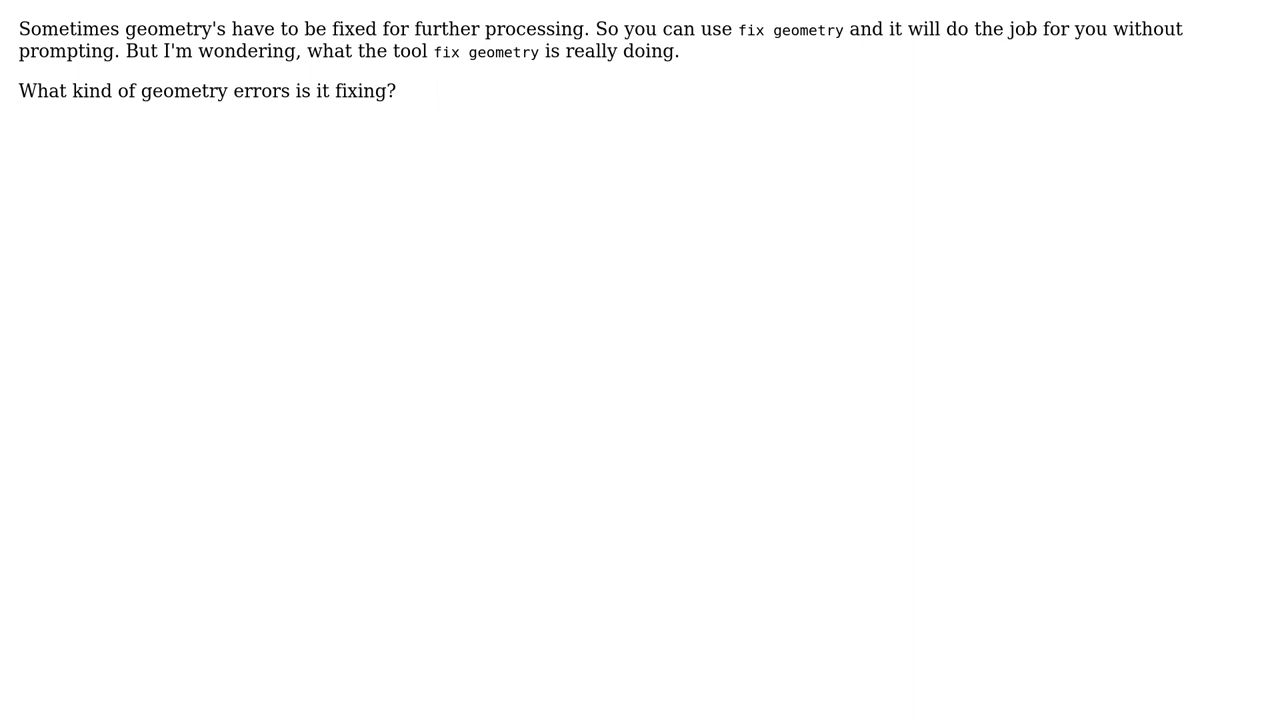 Sometimes geometry's have to be fixed for further processing. So you can use fix geometry and it will do the job for you without
prompting. But I'm wondering, what the tool fix geometry is really doing.
What kind of geometry errors is it fixing?